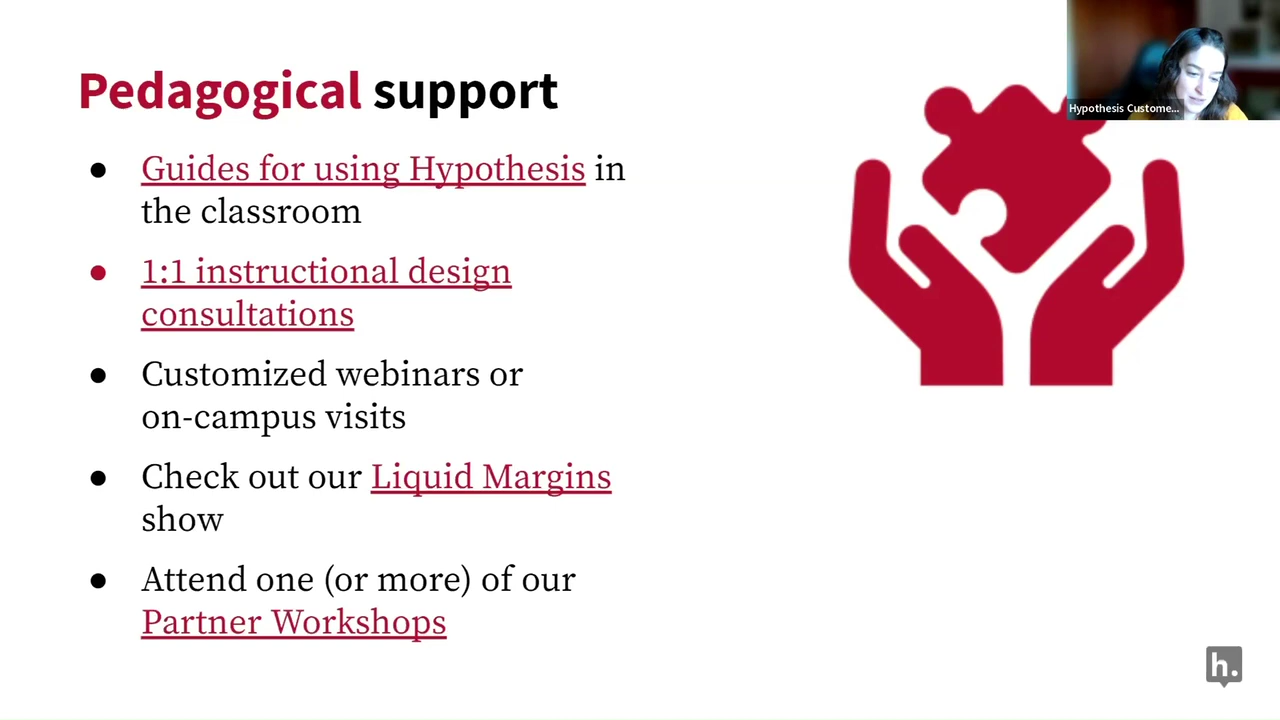 Pedagogical support
Hypothesis Custome...
● Guides for using Hypothesis in
the classroom
● 1:1 instructional design
consultations
● Customized webinars or
on-campus visits
● Check out our Liquid Margins
show
● Attend one (or more) of our
Partner Workshops
h.